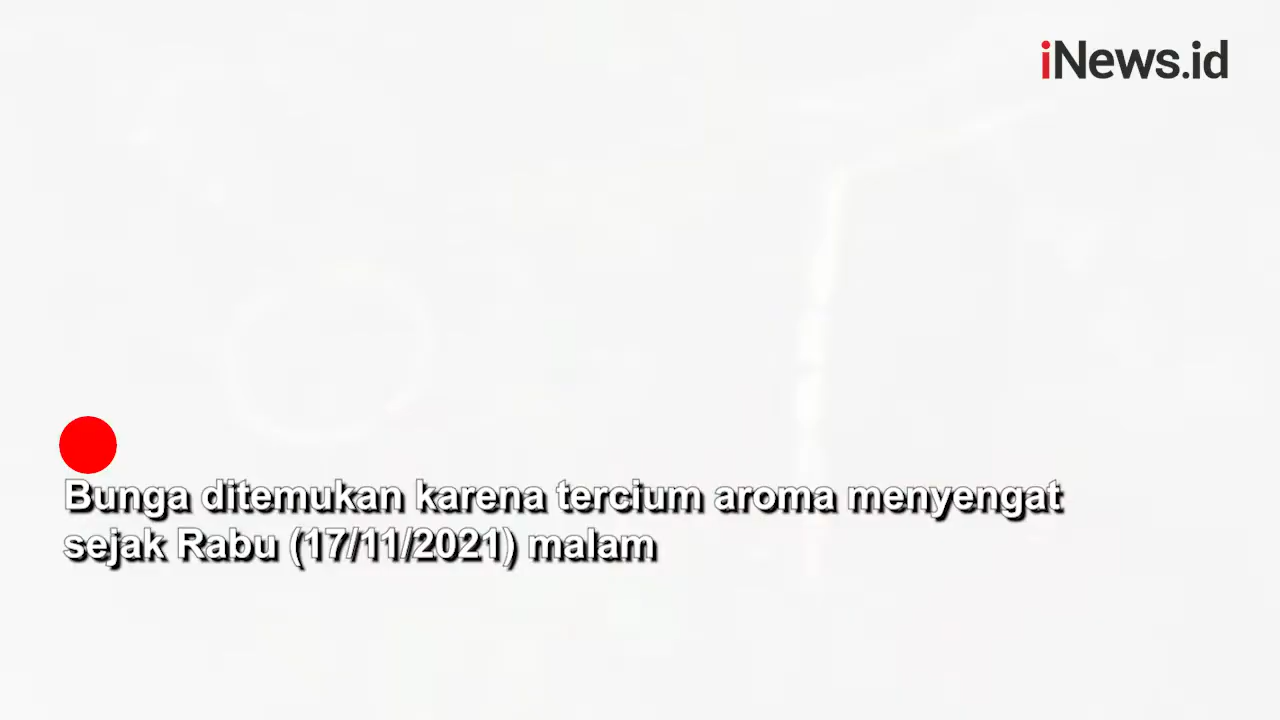 iNews.id
Bunga ditemukan karena tercium aroma menyengat
sejak Rabu (17/11/2021) malam